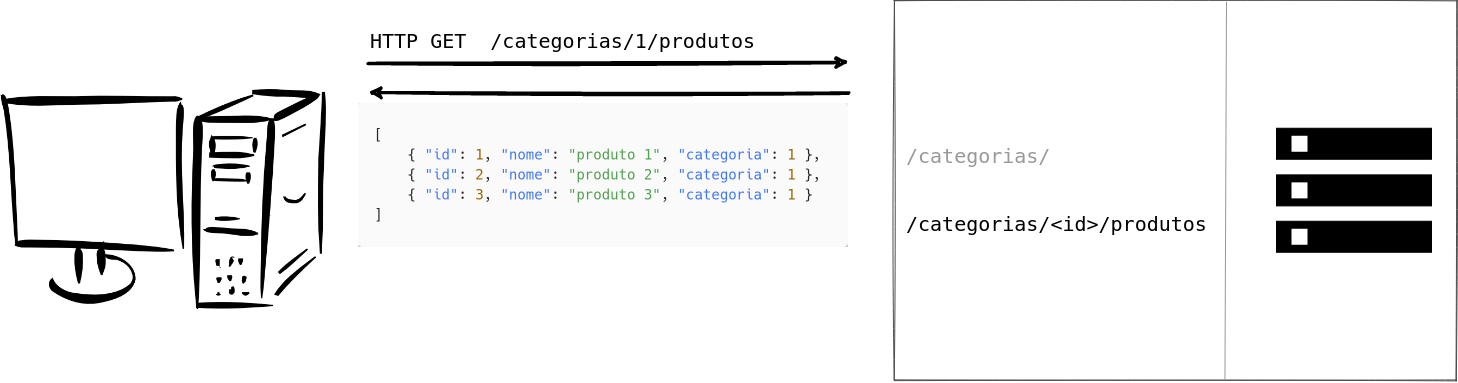 HTTP GET  /categorias/1/produtos
[
    { "id": 1, "nome": "produto 1", "categoria": 1 },
    { "id": 2, "nome": "produto 2", "categoria": 1 },
    { "id": 3, "nome": "produto 3", "categoria": 1 }
]
/categorias/
/categorias/<id>/produtos